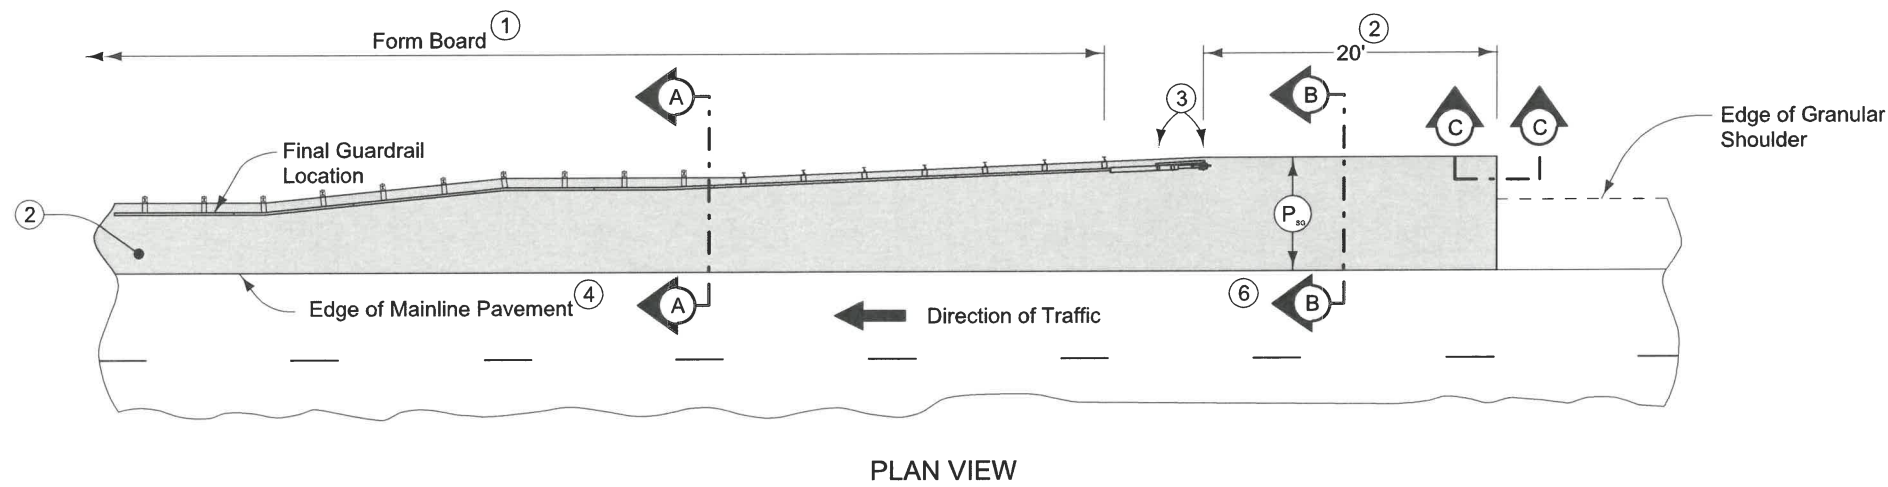 Form Board 1
2
20'
A
B
3
C C
Edge of Granular
Shoulder
Final Guardrail
Location
2
P SG
Edge of Mainline Pavement 4
A
6
B
Direction of Traffic
PLAN VIEW